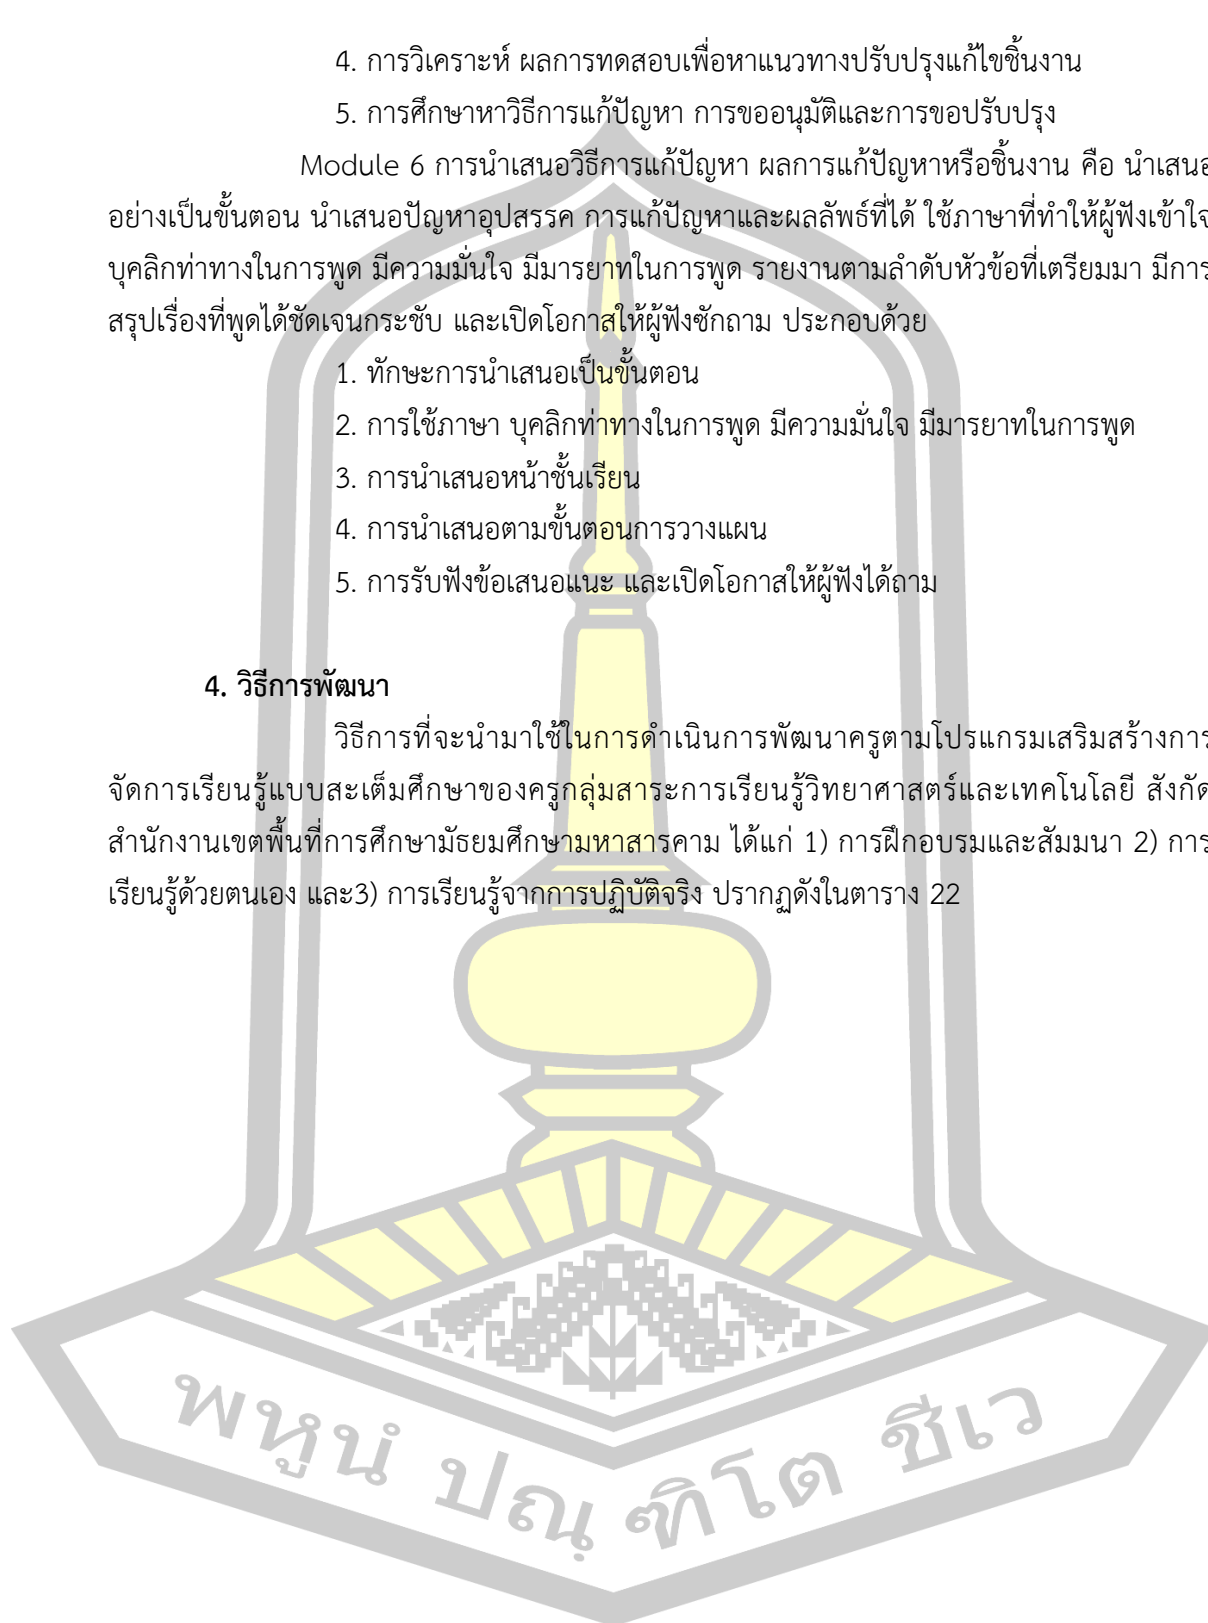 4. การวิเคราะห์ ผลการทดสอบเพื่อหาแนวทางปรับปรุงแก้ไขชิ้นงาน
5. การศึกษาหาวิธีการแก้ปัญหา การขออนุมัติและการขอปรับปรุง
Module 6 การนำเสนอวิธีการแก้ปัญหา ผลการแก้ปัญหาหรือชิ้นงาน คือ นำเสนอ
อย่างเป็นขั้นตอน นำเสนอปัญหาอุปสรรค การแก้ปัญหาและผลลัพธ์ที่ได้ ใช้ภาษาที่ทำให้ผู้ฟังเข้าใจ
บุคลิกท่าทางในการพูด มีความมั่นใจ มีมารยาทในการพูด รายงานตามลำดับหัวข้อที่เตรียมมา มีการ
สรุปเรื่องที่พูดได้ชัดเจนกระชับ และเปิดโอกาสให้ผู้ฟังซักถาม ประกอบด้วย
1. ทักษะการนำเสนอเป็นขั้นตอน
2. การใช้ภาษา บุคลิกท่าทางในการพูด มีความมั่นใจ มีมารยาทในการพูด
3. การนำเสนอหน้าชั้นเรียน
4. การนำเสนอตามขั้นตอนการวางแผน
5. การรับฟังข้อเสนอแนะ และเปิดโอกาสให้ผู้ฟังได้ถาม
4. วิธีการพัฒนา
วิธีการที่จะนำมาใช้ในการดำเนินการพัฒนาครูตามโปรแกรมเสริมสร้างการ
จัดการเรียนรู้แบบสะเต็มศึกษาของครูกลุ่มสาระการเรียนรู้วิทยาศาสตร์และเทคโนโลยี สังกัด
สำนักงานเขตพื้นที่การศึกษามัธยมศึกษามหาสารคาม ได้แก่ 1) การฝึกอบรมและสัมมนา 2) การ
เรียนรู้ด้วยตนเอง และ3) การเรียนรู้จากการปฏิบัติจริง ปรากฏดังในตาราง 22
พหูนํ ปณฺฑิโต ชีเว